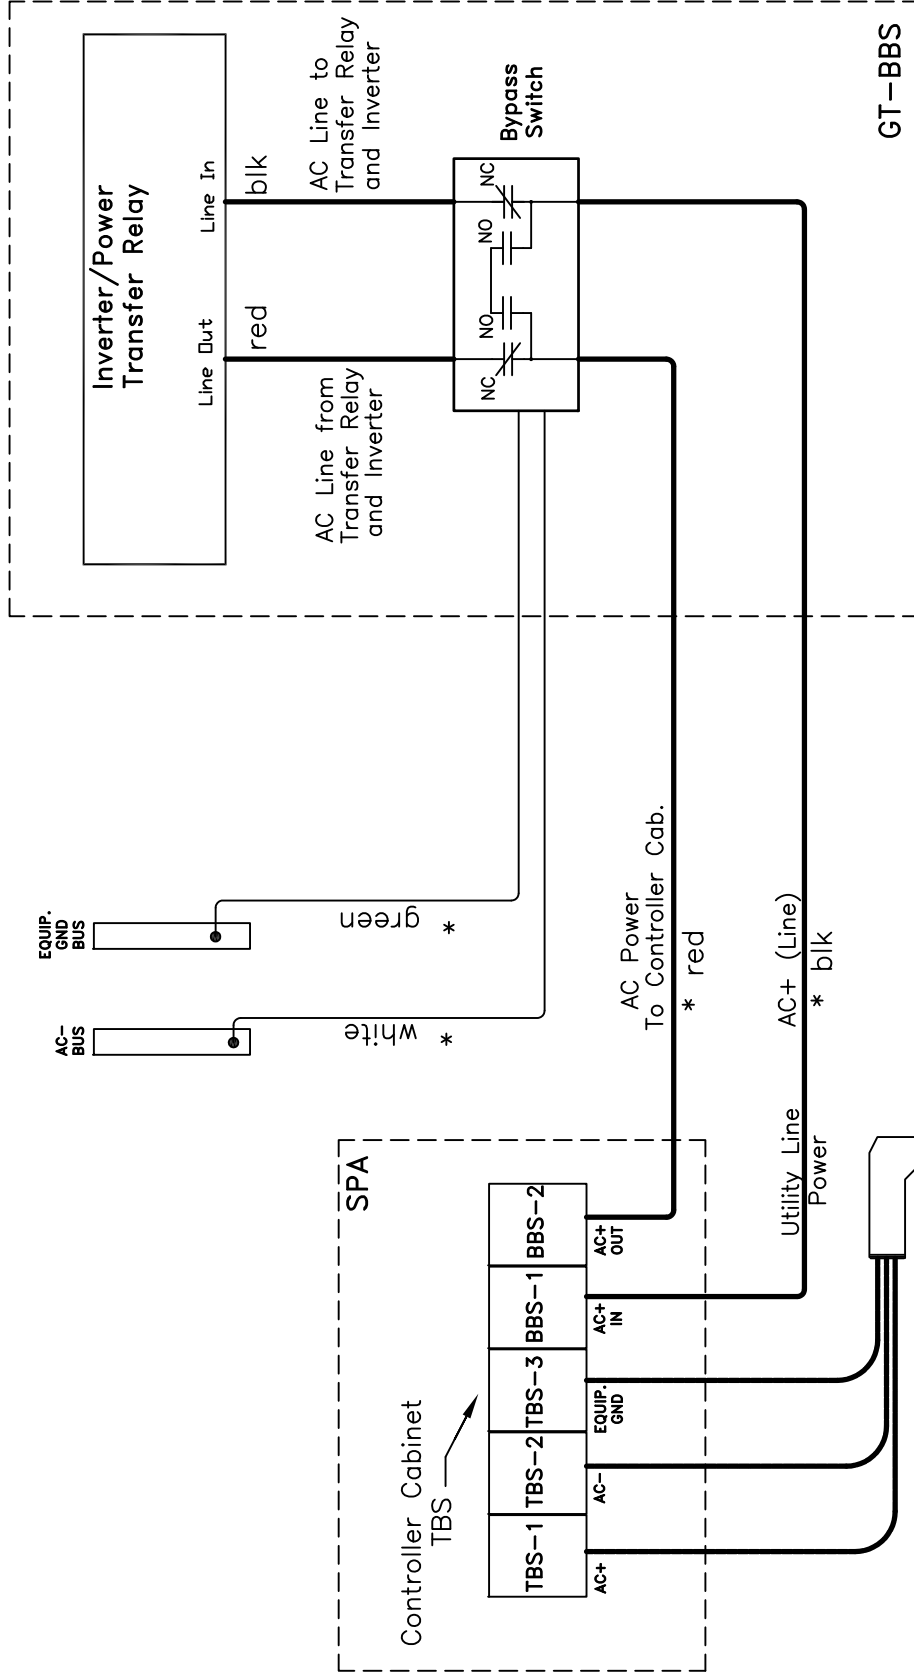 Inverter/Power
Transfer Relay
Line Out
Line In
red
blk
AC Line from
Transfer Relay
and Inverter
AC Line to
Transfer Relay
and Inverter
Bypass
Switch
NC
NO
NO
NC
GT-BBS
EQUIP.
GND
BUS
AC-
BUS
green
*
white
*
AC Power
To Controller Cab.
* red
AC+ (Line)
* blk
Utility Line
Power
SPA
Controller Cabinet
TBS
TBS-1
TBS-2
TBS-3
BBS-1
BBS-2
AC+
AC-
EQUIP.
GND
AC+
IN
AC+
OUT